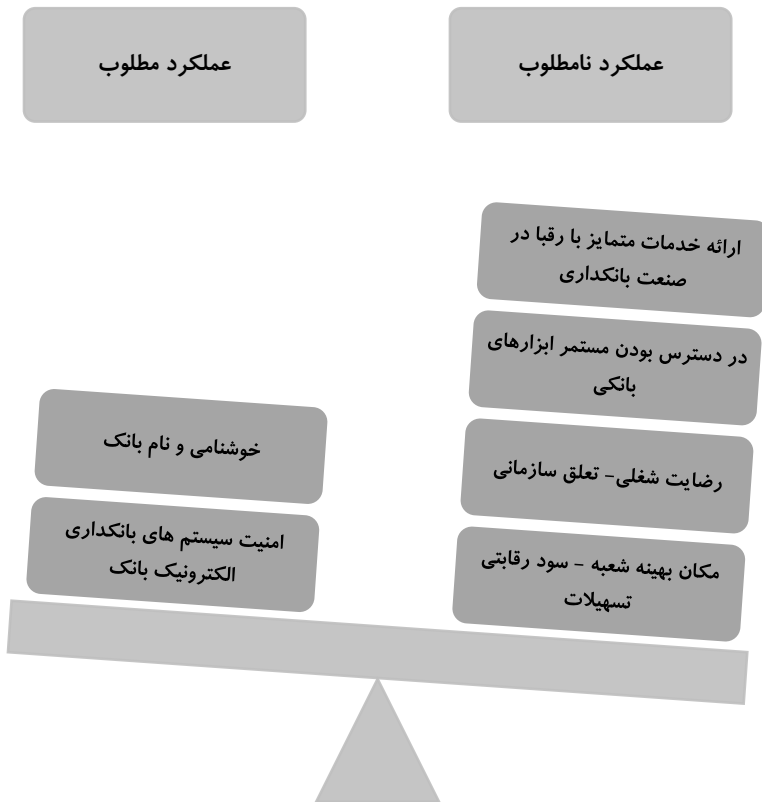 عملکرد نامطلوب
عملکرد مطلوب
ارائه خدمات متمایز با رقبا در
صنعت بانکداری
در دسترس بودن مستمر ابزارهای
بانکی
رضایت شغلی- تعلق سازمانی
مکان بهینه شعبه - سود رقابتی
تسهیلات
خوشنامی و نام بانک
امنیت سیستم های بانکداری
الکترونیک بانک